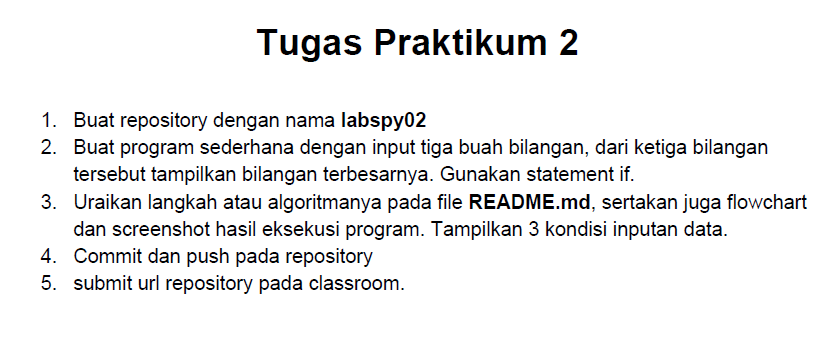 Tugas Praktikum 2
1. Buat repository dengan nama labspy02
2. Buat program sederhana dengan input tiga buah bilangan, dari ketiga bilangan
tersebut tampilkan bilangan terbesarnya. Gunakan statement if.
3. Uraikan langkah atau algoritmanya pada file README.md, sertakan juga flowchart
dan screenshot hasil eksekusi program. Tampilkan 3 kondisi inputan data.
4. Commit dan push pada repository
5. submit url repository pada classroom.